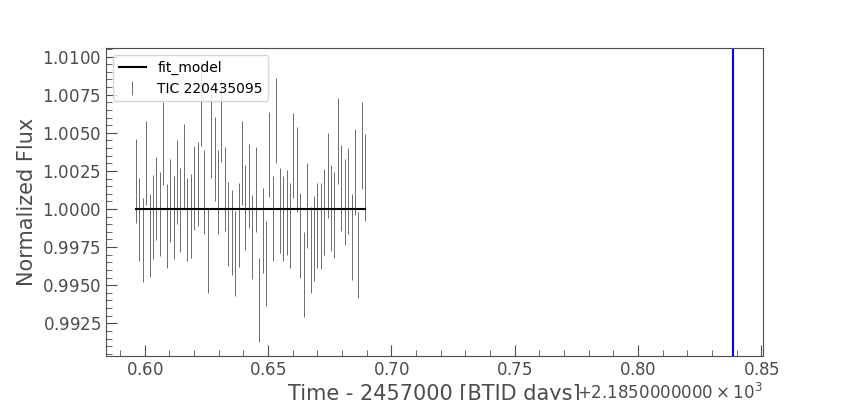 fit_model
TIC 220435095
Normalized Flux
1.0100
1.0075
1.0050
1.0025
1.0000
0.9975
0.9950
0.9925
0.60 0.65 0.70 0.75 0.80 0.85
Time - 2457000 [BTJD days]
+2.1850000000 × 10³